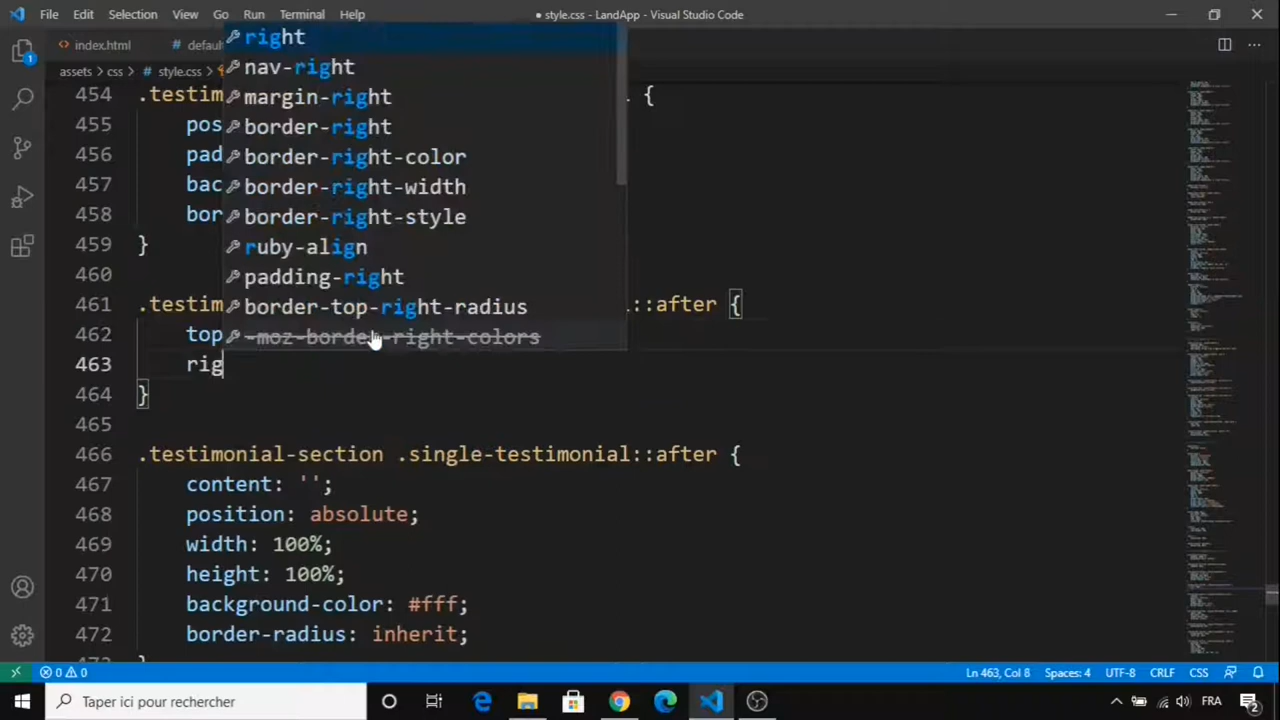 File Edit Selection View Go Run Terminal Help
● style.css - LandApp - Visual Studio Code
index.html
# defau
assets > css > # style.css >
right
nav-right
margin-right
border-right
border-right-color
border-right-width
border-right-style
ruby-align
padding-right
border-top-right-radius
-moz-border-right-colors
454 .testim {
455 pos
456 pad
457 bac
458 bor
459 }
460
461 .testim ::after {
462 top
463 rig
464 }
465
466 .testimonial-section .single-testimonial::after {
467 content: '';
468 position: absolute;
469 width: 100%;
470 height: 100%;
471 background-color: #fff;
472 border-radius: inherit;
1
0 0
Ln 463, Col 8 Spaces: 4 UTF-8 CRLF CSS
Taper ici pour rechercher
FRA
2